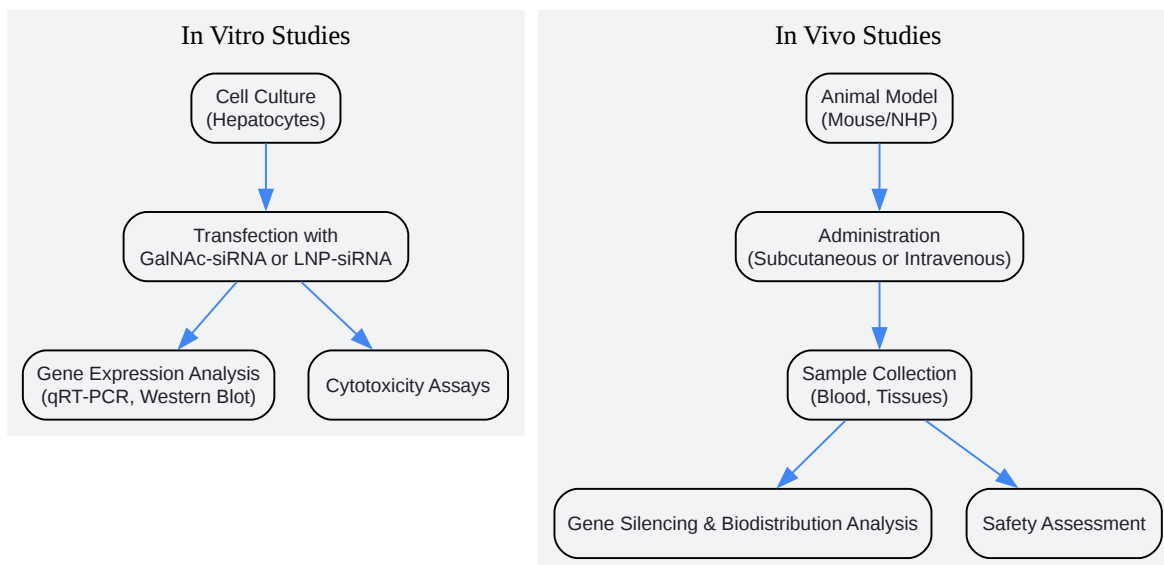 In Vitro Studies
Cell Culture
(Hepatocytes)
Transfection with
GalNAc-siRNA or LNP-siRNA
Gene Expression Analysis
(qRT-PCR, Western Blot)
Cytotoxicity Assays
In Vivo Studies
Animal Model
(Mouse/NHP)
Administration
(Subcutaneous or Intravenous)
Sample Collection
(Blood, Tissues)
Gene Silencing & Biodistribution Analysis
Safety Assessment